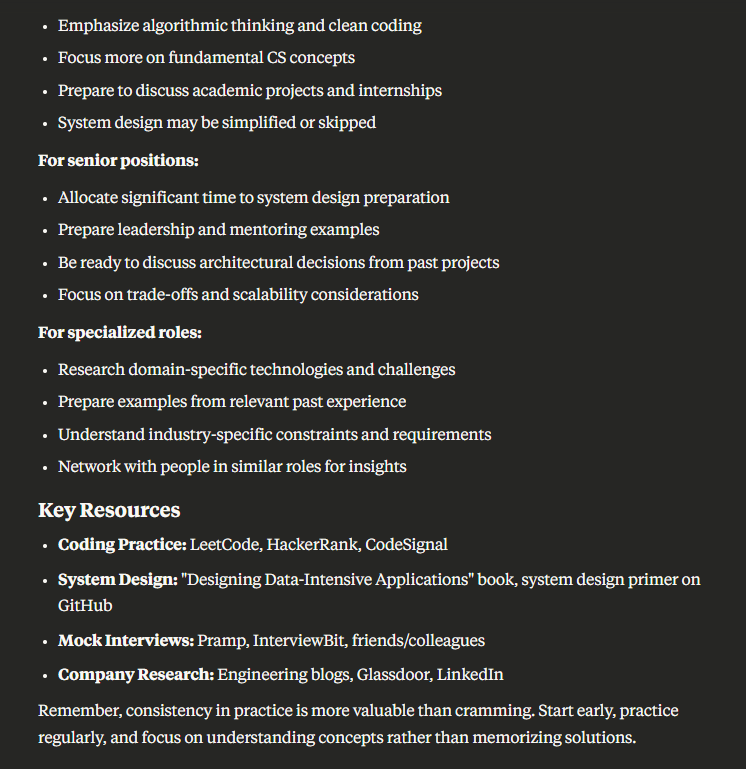 • Emphasize algorithmic thinking and clean coding
• Focus more on fundamental CS concepts
• Prepare to discuss academic projects and internships
• System design may be simplified or skipped
For senior positions:
• Allocate significant time to system design preparation
• Prepare leadership and mentoring examples
• Be ready to discuss architectural decisions from past projects
• Focus on trade-offs and scalability considerations
For specialized roles:
• Research domain-specific technologies and challenges
• Prepare examples from relevant past experience
• Understand industry-specific constraints and requirements
• Network with people in similar roles for insights
Key Resources
• Coding Practice: LeetCode, HackerRank, CodeSignal
• System Design: "Designing Data-Intensive Applications" book, system design primer on
GitHub
• Mock Interviews: Pramp, InterviewBit, friends/colleagues
• Company Research: Engineering blogs, Glassdoor, LinkedIn
Remember, consistency in practice is more valuable than cramming. Start early, practice
regularly, and focus on understanding concepts rather than memorizing solutions.